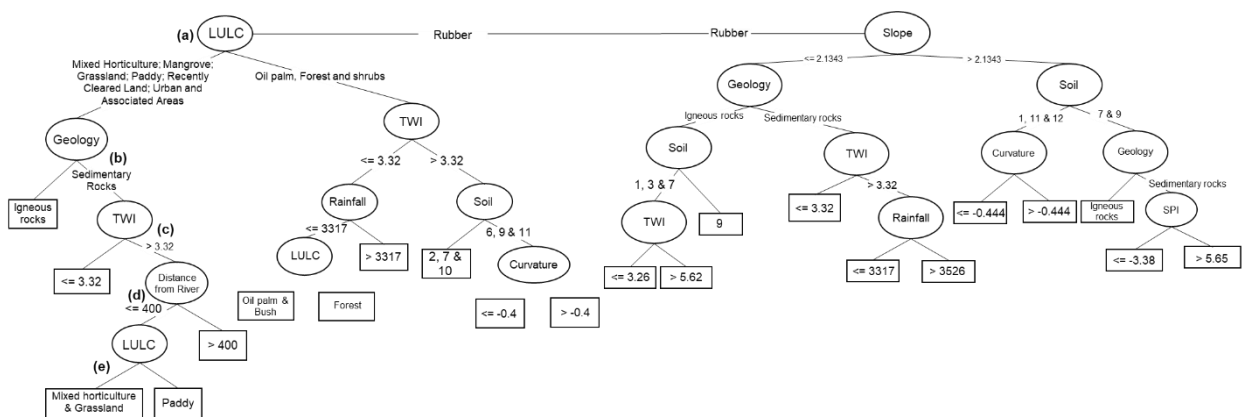 (a)
LULC
Rubber
Rubber
Slope
Mixed Horticulture; Mangrove;
Grassland; Paddy; Recently
Cleared Land; Urban and
Associated Areas
Oil palm, Forest and shrubs
<= 2.1343
> 2.1343
Geology
Soil
TWI
Igneous rocks
Sedimentary rocks
1, 11 & 12
7 & 9
Geology
(b)
Sedimentary
Rocks
<= 3.32
> 3.32
Soil
TWI
Curvature
Geology
Igneous
rocks
TWI
(c)
> 3.32
Rainfall
Soil
1, 3 & 7
> 3.32
Sedimentary rocks
<= 3317
6, 9 & 11
TWI
9
<= 3.32
Rainfall
<= -0.444
> -0.444
Igneous
rocks
SPI
<= 3.32
Distance
from River
LULC
> 3317
2, 7 &
10
Curvature
<= 3.26
> 5.62
<= 3317
> 3526
<= -3.38
> 5.65
(d)
<= 400
Oil palm &
Bush
Forest
<= -0.4
> -0.4
LULC
> 400
(e)
Mixed horticulture
& Grassland
Paddy